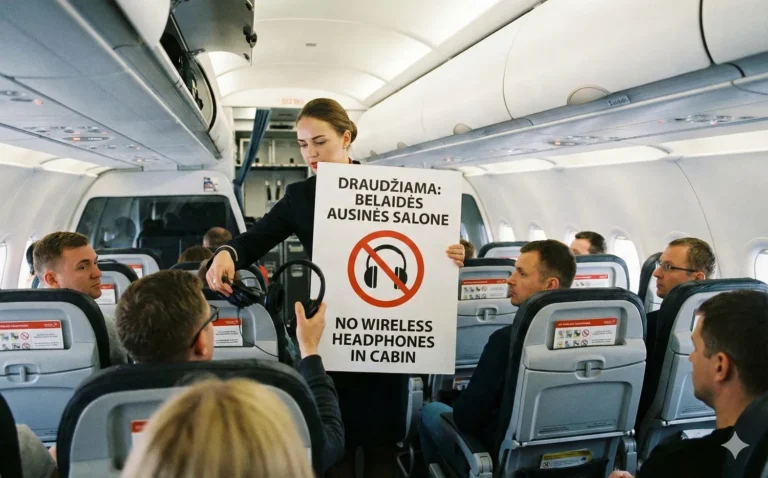 DRAUDŽIAMA:
BELAIDĖS
AUSINĖS SALONE
NO WIRELESS
HEADPHONES
IN CABIN